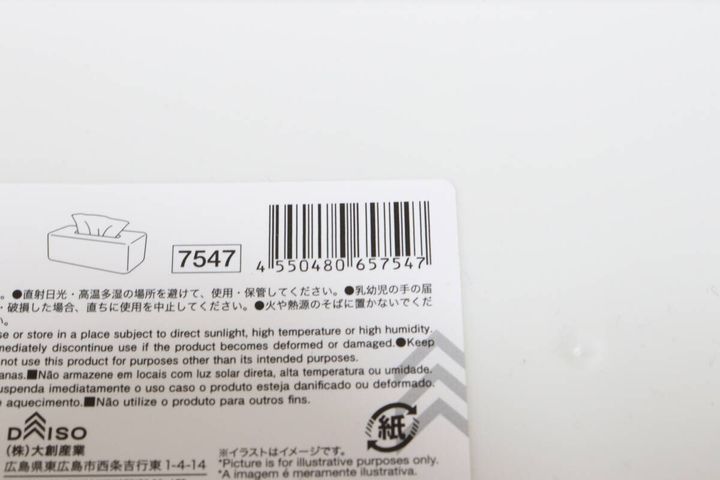 7547
4 550480 657547
。●直射日光・高温多湿の場所を避けて、使用・保管してください。●乳幼児の手の届
・破損した場合、直ちに使用を中止してください。●火や熱源のそばに置かないでくだ
い。
se or store in a place subject to direct sunlight, high temperature or high humidity.
mediately discontinue use if the product becomes deformed or damaged.●Keep
not use this product for purposes other than its intended purposes.
anas.■Não armazene em locais com luz solar direta, alta temperatura ou umidade.
uspenda imediatamente o uso caso o produto esteja danificado ou deformado.
e aquecimento.■Não utilize o produto para outros fins.
DAISO
(株)大創産業
広島県東広島市西条吉行東1-4-14
紙
※イラストはイメージです。
*Picture is for illustrative purposes only.
*A imagem é meramente ilustrativa.